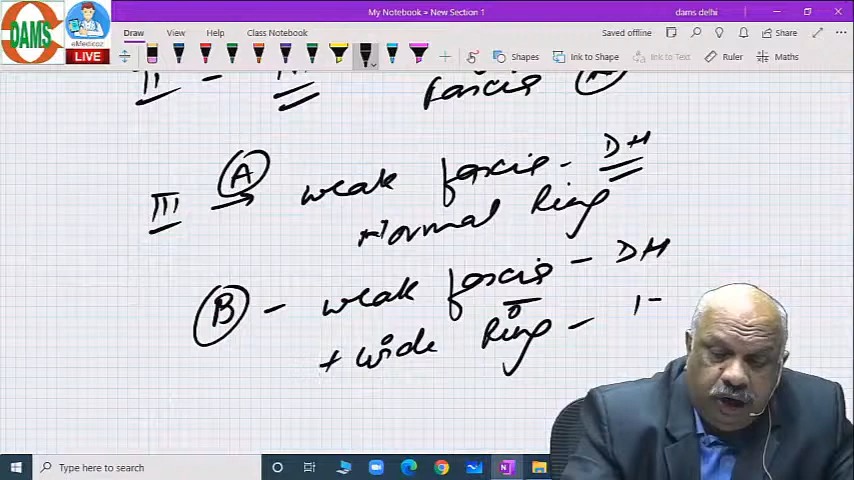 My Notebook > New Section 1
dams delhi
DAMS
eMedicoz
LIVE
Draw
View
Help
Class Notebook
Saved offline
Share
Shapes
Ink to Shape
Ink to Text
Ruler
Maths
II -
fascia
III A weak fascia - DH
+ normal Ring
B - weak fascia - DH
+ wide Ring - I
Type here to search